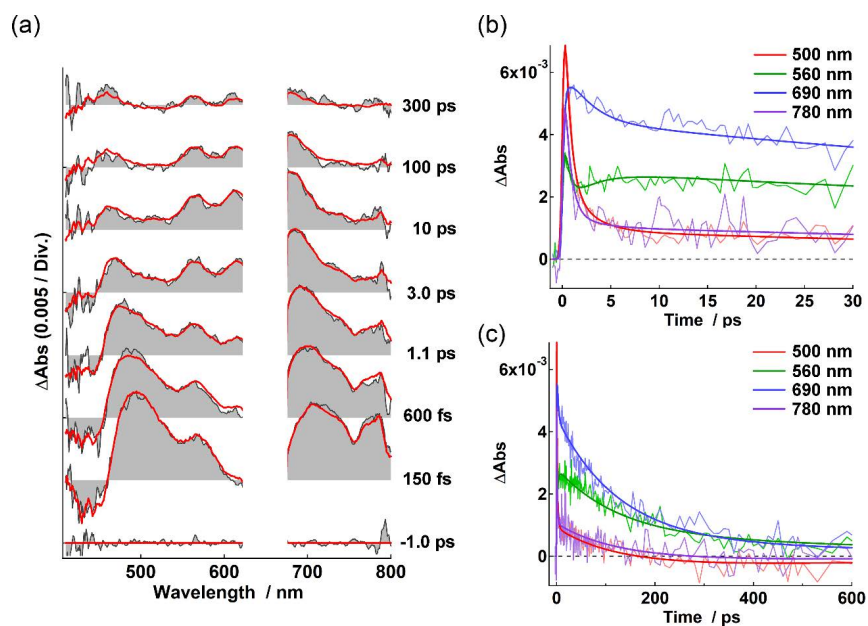 (a)
ΔAbs (0.005 / Div.)
300 ps
100 ps
10 ps
3.0 ps
1.1 ps
600 fs
150 fs
-1.0 ps
500
600
700
800
Wavelength / nm
(b)
6x10⁻³
4
2
0
ΔAbs
500 nm
560 nm
690 nm
780 nm
0
5
10
15
20
25
30
Time / ps
(c)
6x10⁻³
4
2
0
ΔAbs
500 nm
560 nm
690 nm
780 nm
0
200
400
600
Time / ps